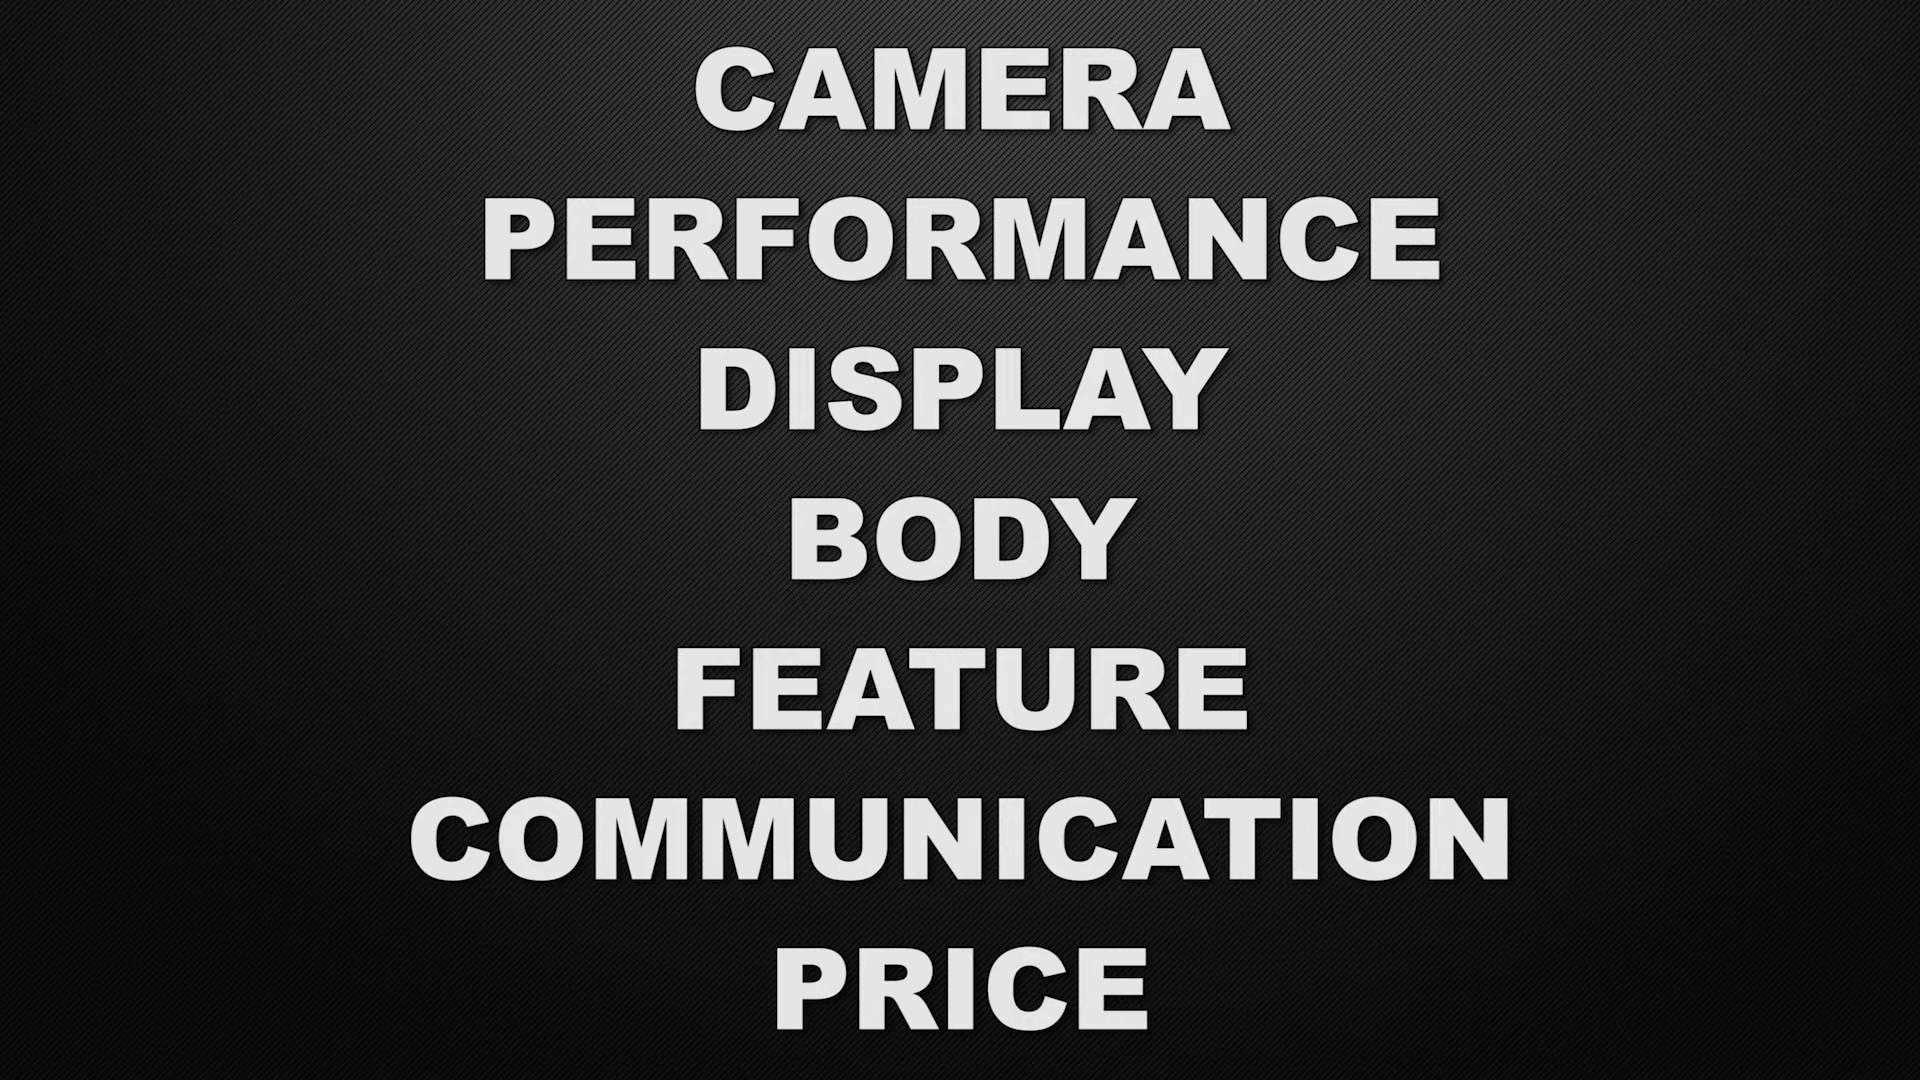 CAMERA
PERFORMANCE
DISPLAY
BODY
FEATURE
COMMUNICATION
PRICE